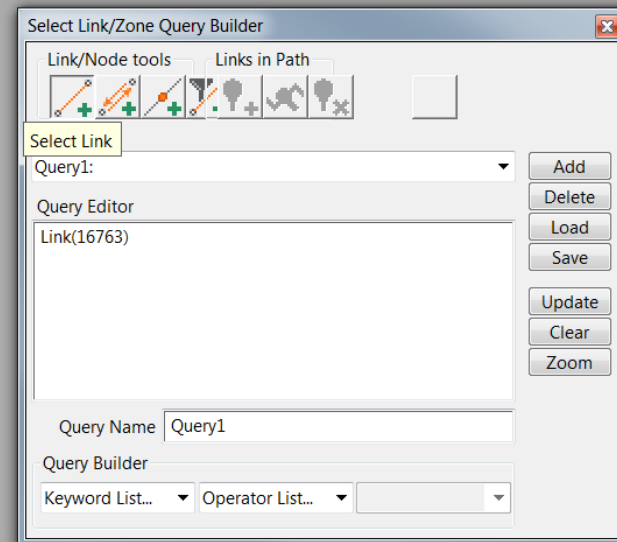 Select Link/Zone Query Builder
Link/Node tools
Links in Path
Select Link
Query1:
Add
Delete
Load
Save
Update
Clear
Zoom
Query Editor
Link(16763)
Query Name
Query1
Query Builder
Keyword List...
Operator List...